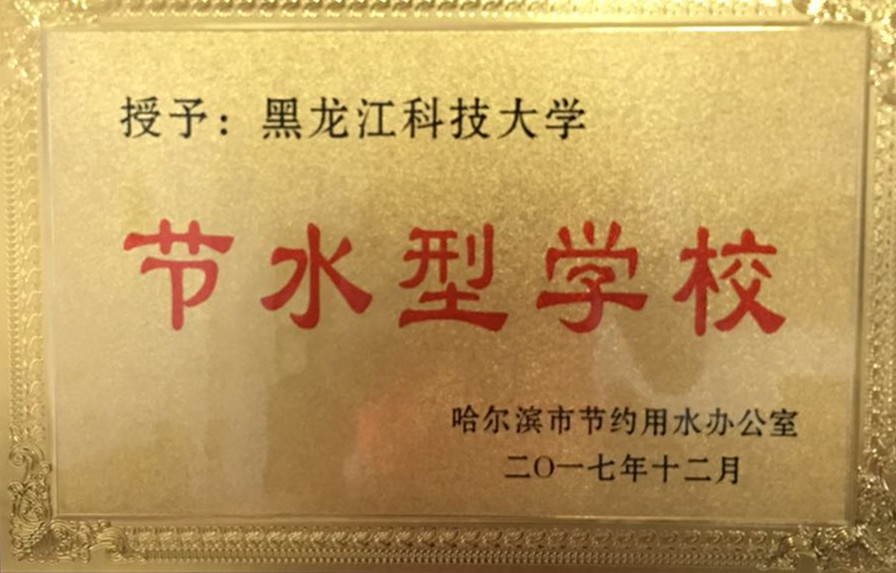 授予：黑龙江科技大学
节水型学校
哈尔滨市节约用水办公室
二〇一七年十二月